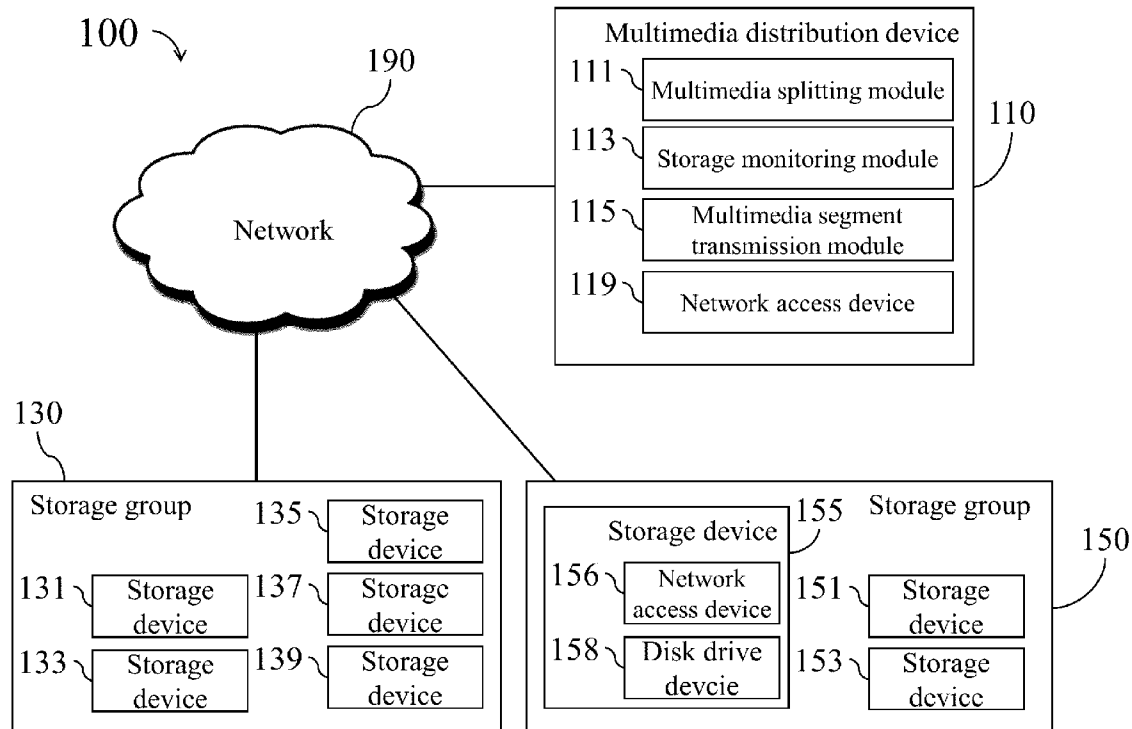 100
190
Network
Multimedia distribution device
111
Multimedia splitting module
113
Storage monitoring module
115
Multimedia segment
transmission module
119
Network access device
110
130
Storage group
135
Storage
device
131
Storage
device
137
Storage
device
133
Storage
device
139
Storage
device
Storage group
150
Storage device
155
156
Network
access device
158
Disk drive
devcie
151
Storage
device
153
Storage
device